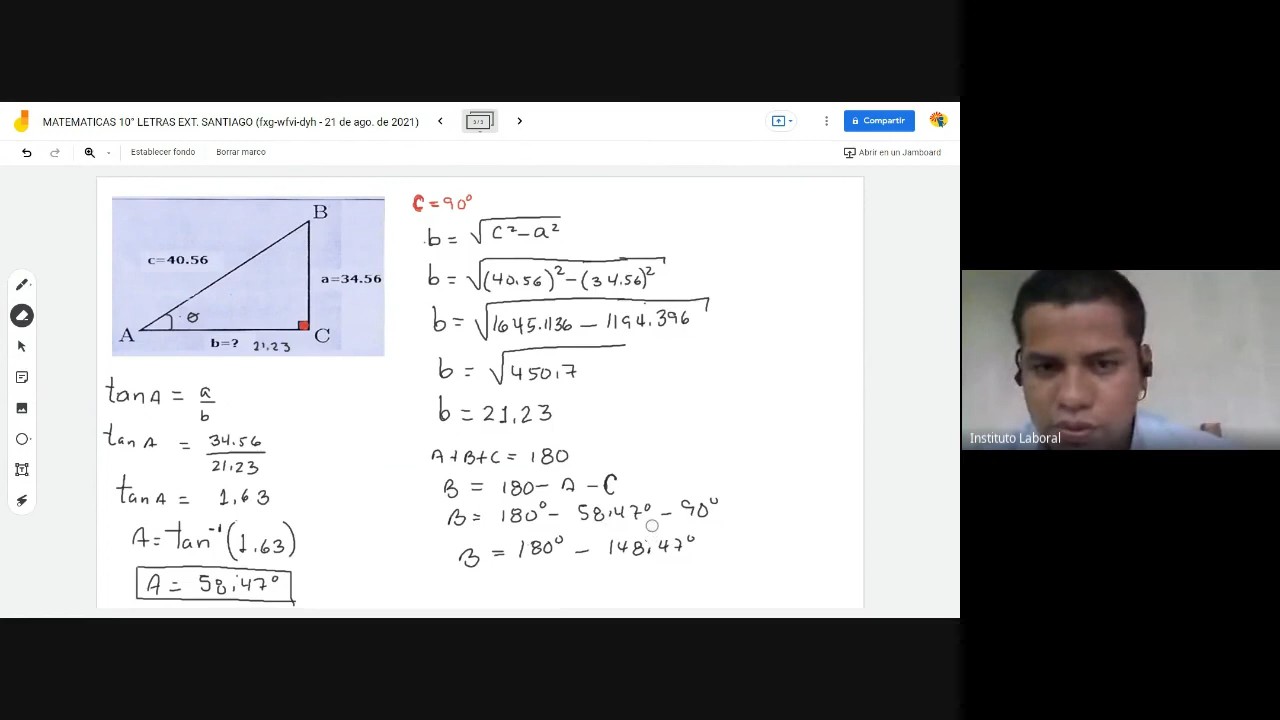 MATEMATICAS 10° LETRAS EXT. SANTIAGO (fxg-wfvi-dyh - 21 de ago. de 2021)
2/3
Compartir
Establecer fondo
Borrar marco
Abrir en un Jamboard
B
c=40.56
a=34.56
θ
A
C
b=? 21.23
tan A = a/b
tan A = 34.56/21.23
tan A = 1.63
A = tan⁻¹(1.63)
A = 58.47°
C = 90°
b = √c² - a²
b = √(40.56)² - (34.56)²
b = √1645.1136 - 1194.396
b = √450.7
b = 21.23
A+B+C = 180
B = 180 - A - C
B = 180° - 58.47° - 90°
B = 180° - 148.47°
Instituto Laboral